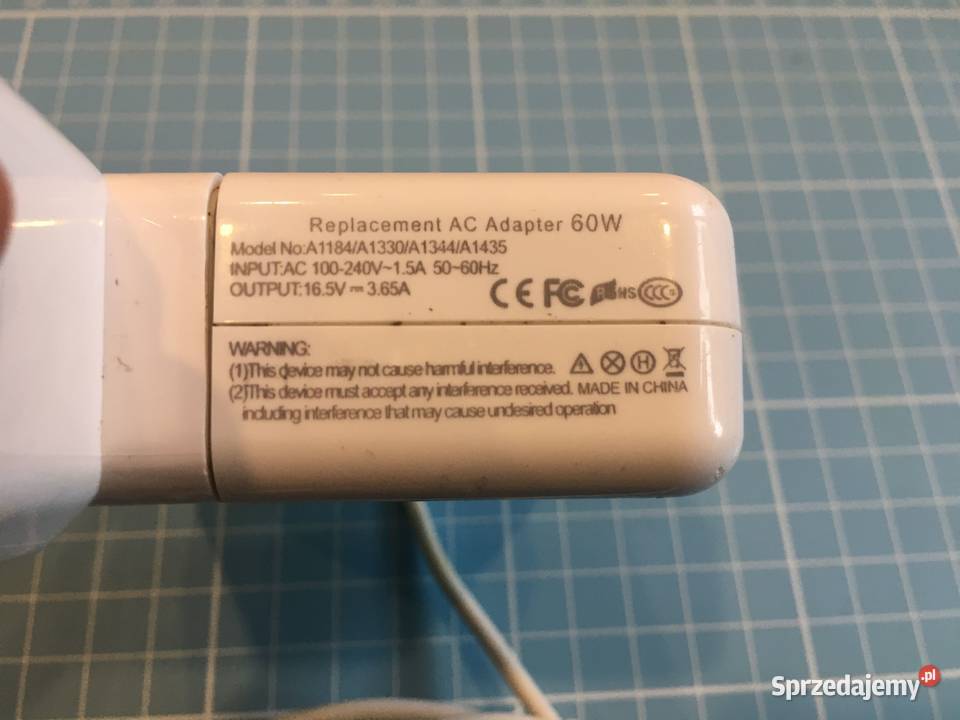 Replacement AC Adapter 60W
Model No:A1184/A1330/A1344/A1435
INPUT:AC 100-240V~1.5A 50~60Hz
OUTPUT:16.5V⎓3.65A
CE FC RoHS CCC
WARNING:
(1)This device may not cause harmful interference.
(2)This device must accept any interference received. MADE IN CHINA
including interference that may cause undesired operation
H
Sprzedajemy.pl